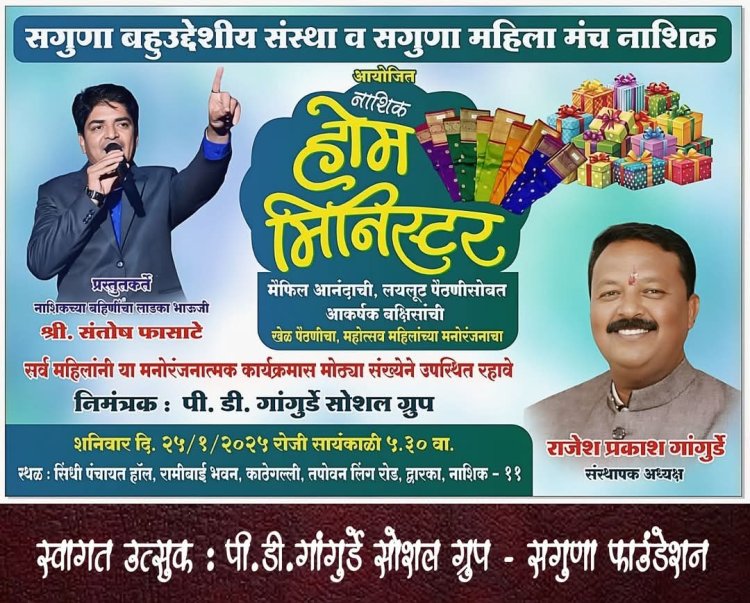 सगुणा बहुउद्देशीय संस्था व सगुणा महिला मंच नाशिक
आयोजित
नाशिक
होम
मिनिस्टर
मैफिल आनंदाची, लयलूट पैठणीसोबत
आकर्षक बक्षिसांची
खेळ पैठणीचा, महोत्सव महिलांच्या मनोरंजनाचा
प्रस्तुतकर्ते
नाशिकच्या बहिणींचा लाडका भाऊजी
श्री. संतोष फासाटे
सर्व महिलांनी या मनोरंजनात्मक कार्यक्रमास मोठ्या संख्येने उपस्थित रहावे
निमंत्रक : पी. डी. गांगुर्डे सोशल ग्रुप
शनिवार दि. २५/१/२०२५ रोजी सायंकाळी ५.३० वा.
स्थळ : सिंधी पंचायत हॉल, रामीबाई भवन, काठेगल्ली, तपोवन लिंग रोड, द्वारका, नाशिक - ११
राजेश प्रकाश गांगुर्डे
संस्थापक अध्यक्ष
स्वागत उत्सुक : पी.डी.गांगुर्डे सोशल ग्रुप - सगुणा फाउंडेशन